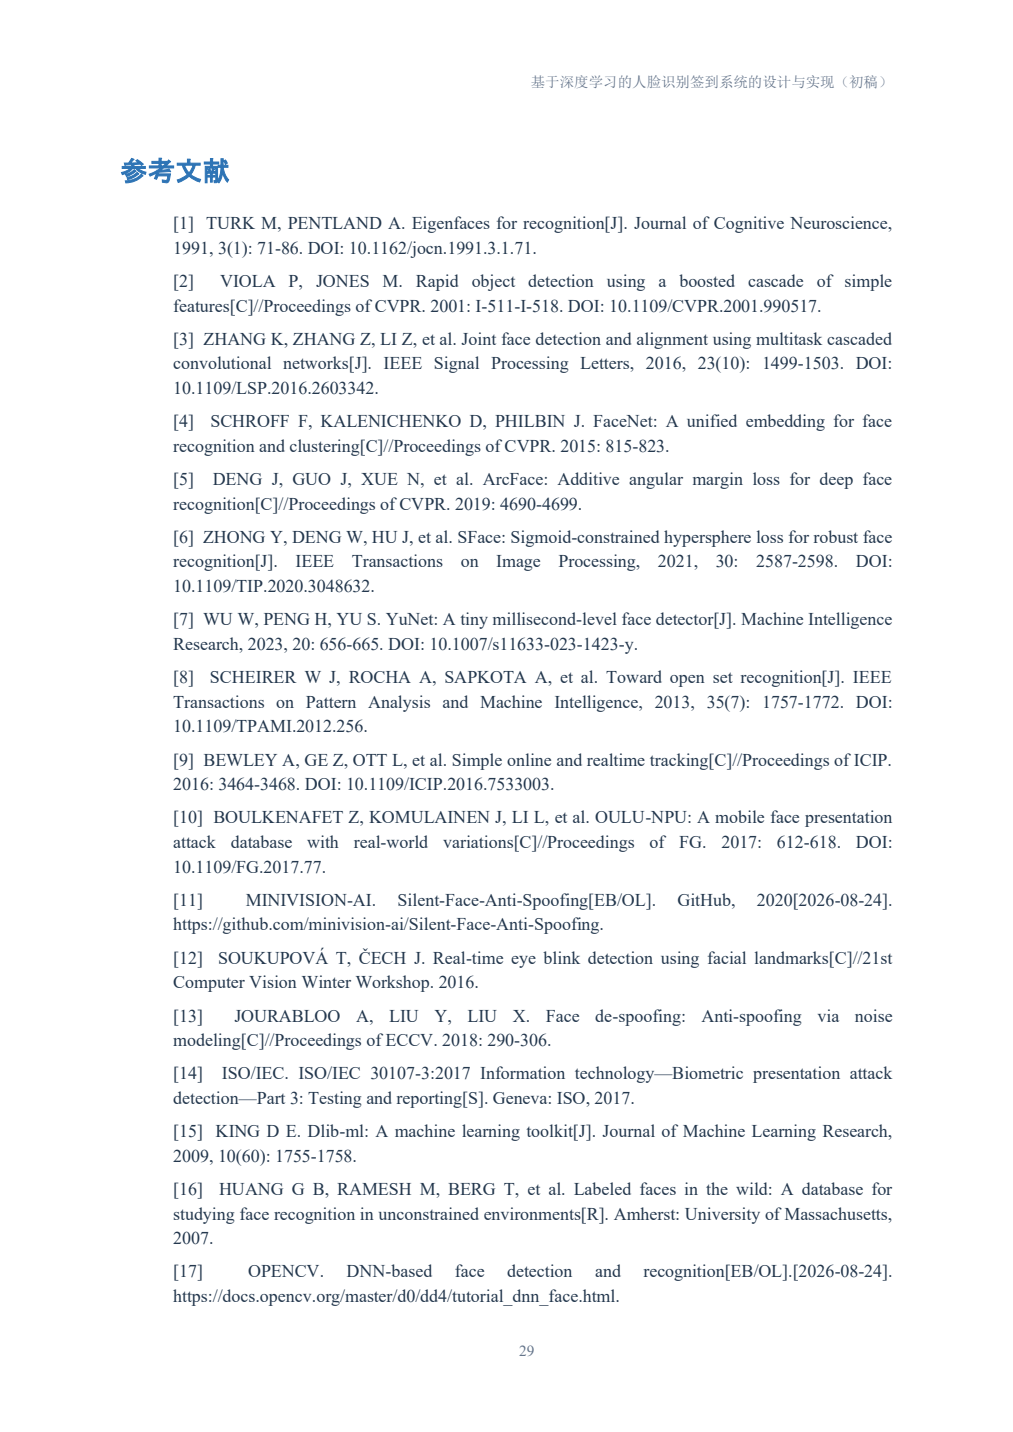 基于深度学习的人脸识别签到系统的设计与实现（初稿）
参考文献
[1] TURK M, PENTLAND A. Eigenfaces for recognition[J]. Journal of Cognitive Neuroscience,
1991, 3(1): 71-86. DOI: 10.1162/jocn.1991.3.1.71.
[2] VIOLA P, JONES M. Rapid object detection using a boosted cascade of simple
features[C]//Proceedings of CVPR. 2001: I-511-I-518. DOI: 10.1109/CVPR.2001.990517.
[3] ZHANG K, ZHANG Z, LI Z, et al. Joint face detection and alignment using multitask cascaded
convolutional networks[J]. IEEE Signal Processing Letters, 2016, 23(10): 1499-1503. DOI:
10.1109/LSP.2016.2603342.
[4] SCHROFF F, KALENICHENKO D, PHILBIN J. FaceNet: A unified embedding for face
recognition and clustering[C]//Proceedings of CVPR. 2015: 815-823.
[5] DENG J, GUO J, XUE N, et al. ArcFace: Additive angular margin loss for deep face
recognition[C]//Proceedings of CVPR. 2019: 4690-4699.
[6] ZHONG Y, DENG W, HU J, et al. SFace: Sigmoid-constrained hypersphere loss for robust face
recognition[J]. IEEE Transactions on Image Processing, 2021, 30: 2587-2598. DOI:
10.1109/TIP.2020.3048632.
[7] WU W, PENG H, YU S. YuNet: A tiny millisecond-level face detector[J]. Machine Intelligence
Research, 2023, 20: 656-665. DOI: 10.1007/s11633-023-1423-y.
[8] SCHEIRER W J, ROCHA A, SAPKOTA A, et al. Toward open set recognition[J]. IEEE
Transactions on Pattern Analysis and Machine Intelligence, 2013, 35(7): 1757-1772. DOI:
10.1109/TPAMI.2012.256.
[9] BEWLEY A, GE Z, OTT L, et al. Simple online and realtime tracking[C]//Proceedings of ICIP.
2016: 3464-3468. DOI: 10.1109/ICIP.2016.7533003.
[10] BOULKENAFET Z, KOMULAINEN J, LI L, et al. OULU-NPU: A mobile face presentation
attack database with real-world variations[C]//Proceedings of FG. 2017: 612-618. DOI:
10.1109/FG.2017.77.
[11] MINIVISION-AI. Silent-Face-Anti-Spoofing[EB/OL]. GitHub, 2020[2026-08-24].
https://github.com/minivision-ai/Silent-Face-Anti-Spoofing.
[12] SOUKUPOVÁ T, ČECH J. Real-time eye blink detection using facial landmarks[C]//21st
Computer Vision Winter Workshop. 2016.
[13] JOURABLOO A, LIU Y, LIU X. Face de-spoofing: Anti-spoofing via noise
modeling[C]//Proceedings of ECCV. 2018: 290-306.
[14] ISO/IEC. ISO/IEC 30107-3:2017 Information technology—Biometric presentation attack
detection—Part 3: Testing and reporting[S]. Geneva: ISO, 2017.
[15] KING D E. Dlib-ml: A machine learning toolkit[J]. Journal of Machine Learning Research,
2009, 10(60): 1755-1758.
[16] HUANG G B, RAMESH M, BERG T, et al. Labeled faces in the wild: A database for
studying face recognition in unconstrained environments[R]. Amherst: University of Massachusetts,
2007.
[17] OPENCV. DNN-based face detection and recognition[EB/OL].[2026-08-24].
https://docs.opencv.org/master/d0/dd4/tutorial_dnn_face.html.
29